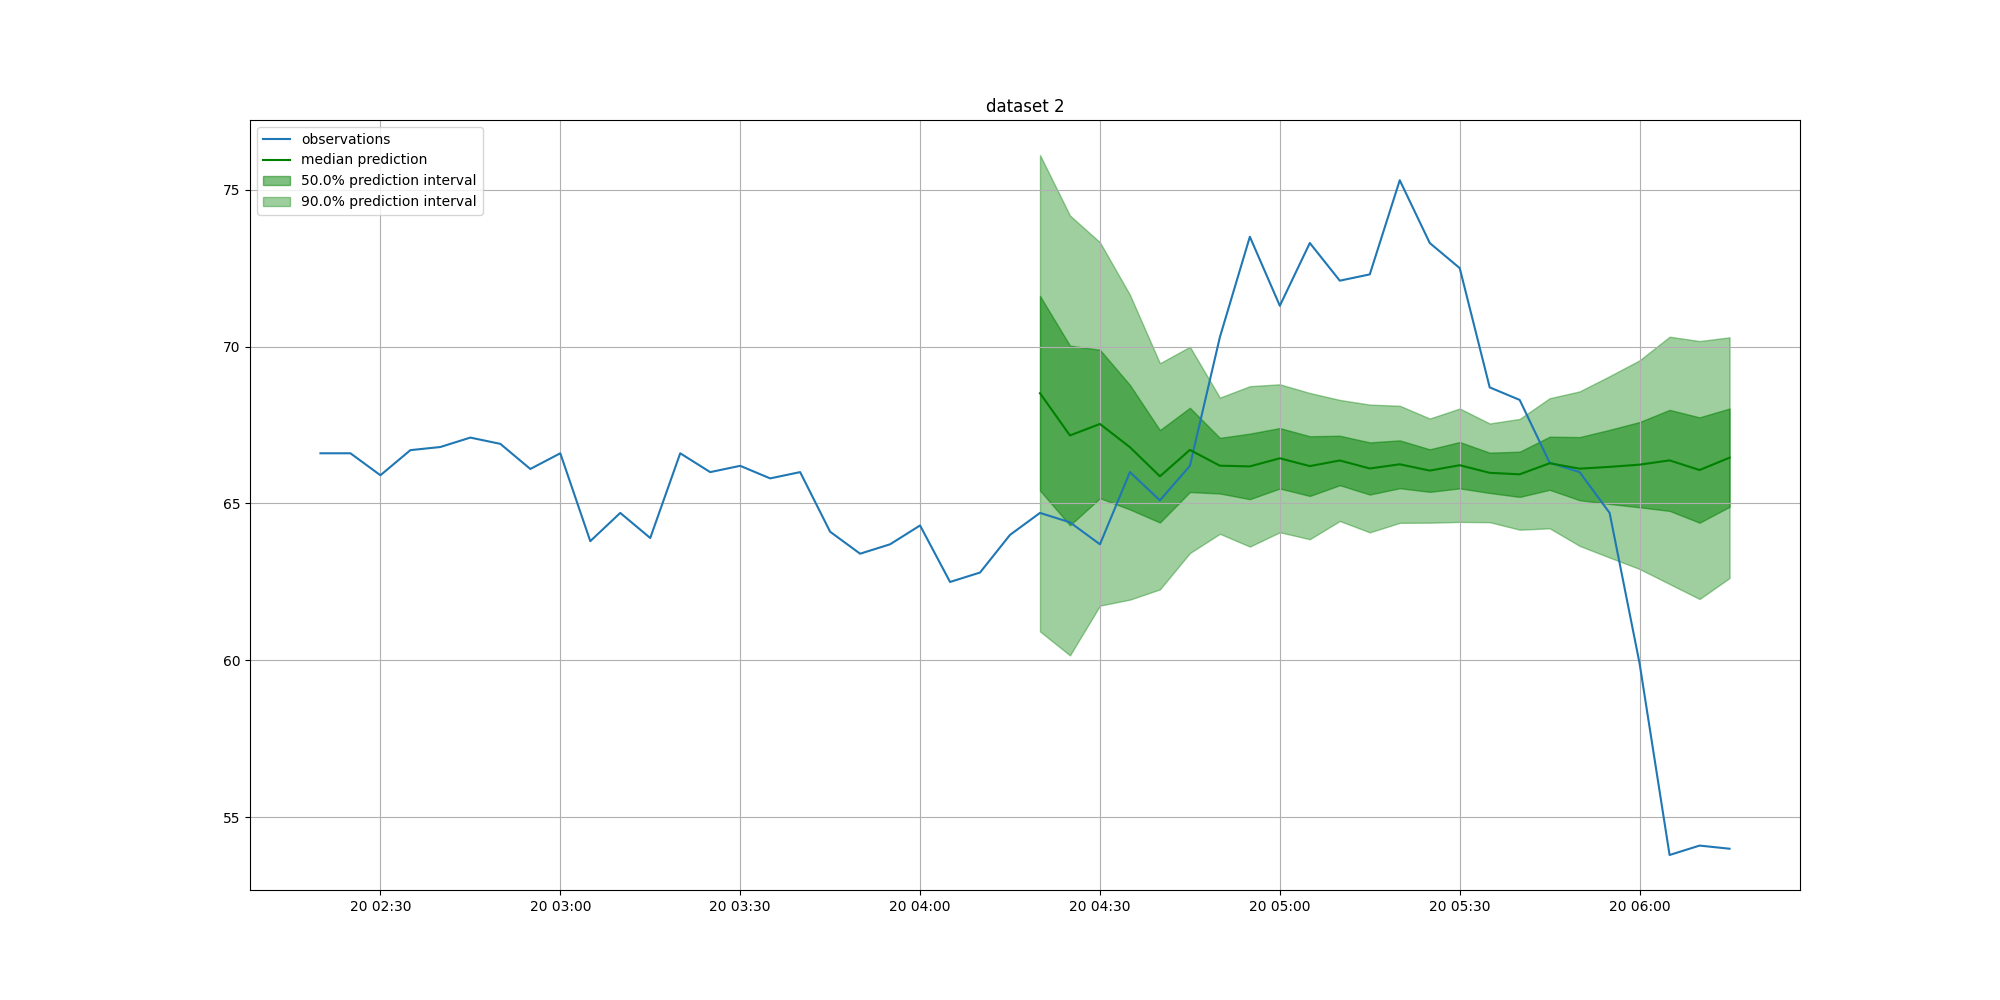 dataset 2
observations
median prediction
50.0% prediction interval
90.0% prediction interval
75
70
65
60
55
20 02:30 20 03:00 20 03:30 20 04:00 20 04:30 20 05:00 20 05:30 20 06:00